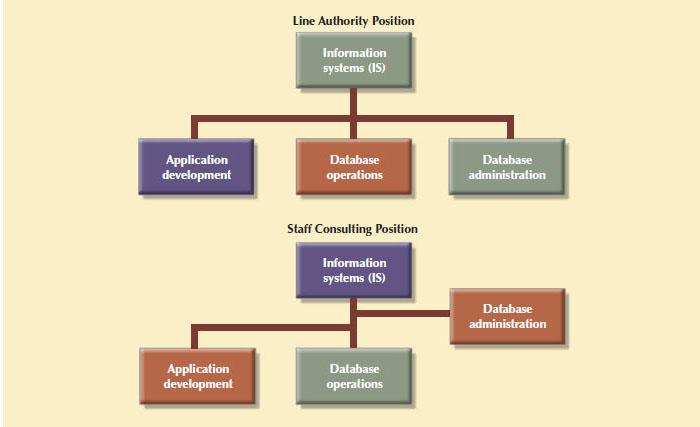 Line Authority Position
Information
systems (IS)
Application
development
Database
operations
Database
administration
Staff Consulting Position
Information
systems (IS)
Database
administration
Application
development
Database
operations